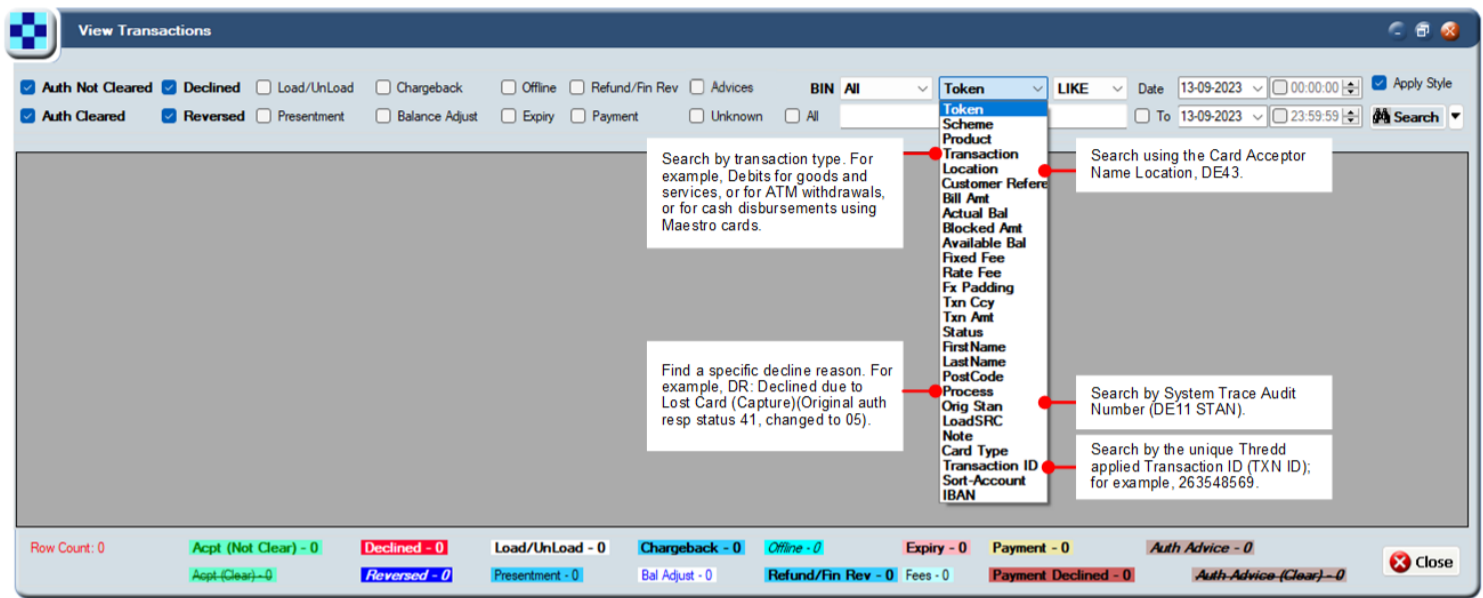 View Transactions
Auth Not Cleared Declined Load/UnLoad Chargeback Offline Refund/Fin Rev Advices BIN All Token LIKE Date 13-09-2023 00:00:00 Apply Style
Auth Cleared Reversed Presentment Balance Adjust Expiry Payment Unknown All To 13-09-2023 23:59:59 Search
Token
Scheme
Product
Transaction
Location
Customer Refere
Bill Amt
Actual Bal
Blocked Amt
Available Bal
Fixed Fee
Rate Fee
Fx Padding
Txn Ccy
Txn Amt
Status
FirstName
LastName
PostCode
Process
Orig Stan
LoadSRC
Note
Card Type
Transaction ID
Sort-Account
IBAN
Search by transaction type. For
example, Debits for goods and
services, or for ATM withdrawals,
or for cash disbursements using
Maestro cards.
Search using the Card Acceptor
Name Location, DE43.
Find a specific decline reason. For
example, DR: Declined due to
Lost Card (Capture)(Original auth
resp status 41, changed to 05).
Search by System Trace Audit
Number (DE11 STAN).
Search by the unique Thredd
applied Transaction ID (TXN ID);
for example, 263548569.
Row Count: 0 Acpt (Not Clear) - 0 Declined - 0 Load/UnLoad - 0 Chargeback - 0 Offline - 0 Expiry - 0 Payment - 0 Auth Advice - 0
Acpt (Clear) - 0 Reversed - 0 Presentment - 0 Bal Adjust - 0 Refund/Fin Rev - 0 Fees - 0 Payment Declined - 0 Auth Advice (Clear) - 0
Close